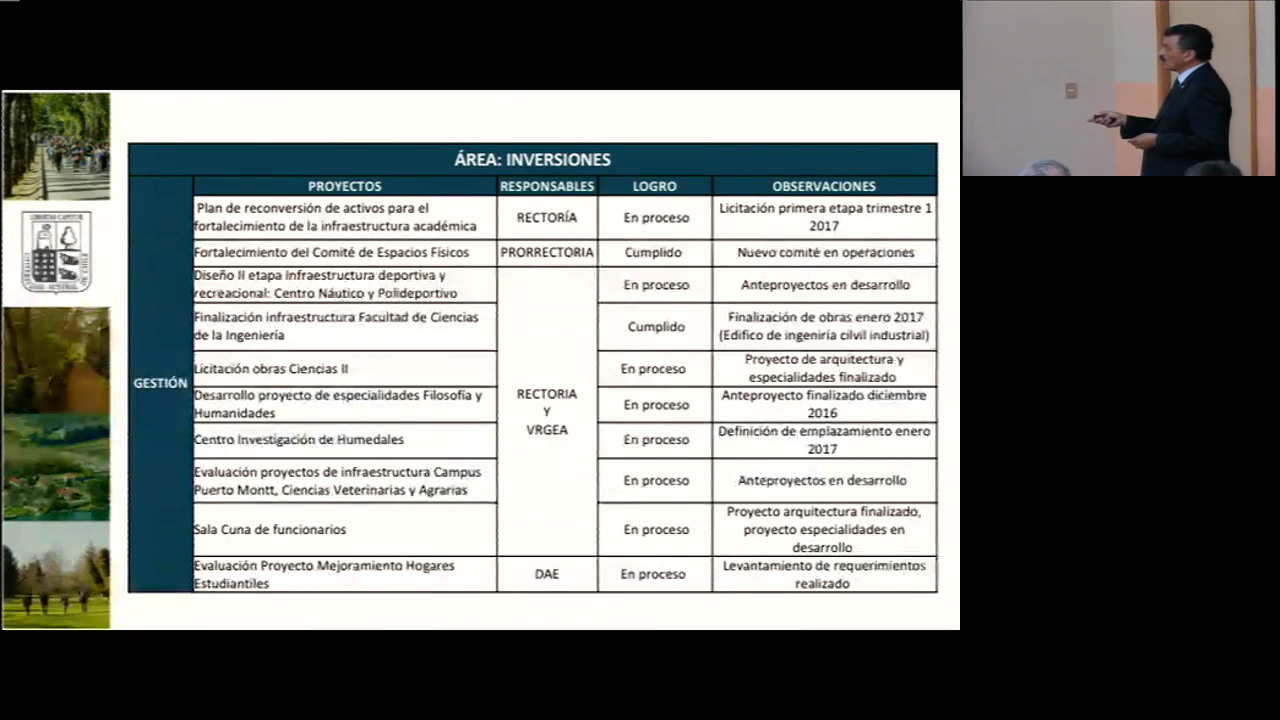 ÁREA: INVERSIONES
PROYECTOS RESPONSABLES LOGRO OBSERVACIONES
GESTIÓN
Plan de reconversión de activos para el
fortalecimiento de la infraestructura académica
RECTORÍA
En proceso
Licitación primera etapa trimestre 1
2017
Fortalecimiento del Comité de Espacios Físicos
PRORRECTORIA
Cumplido
Nuevo comité en operaciones
Diseño II etapa Infraestructura deportiva y
recreacional: Centro Náutico y Polideportivo
RECTORIA
Y
VRGEA
En proceso
Anteproyectos en desarrollo
Finalización infraestructura Facultad de Ciencias
de la Ingeniería
Cumplido
Finalización de obras enero 2017
(Edifico de ingeniría cilvil industrial)
Licitación obras Ciencias II
En proceso
Proyecto de arquitectura y
especialidades finalizado
Desarrollo proyecto de especialidades Filosofía y
Humanidades
En proceso
Anteproyecto finalizado diciembre
2016
Centro Investigación de Humedales
En proceso
Definición de emplazamiento enero
2017
Evaluación proyectos de infraestructura Campus
Puerto Montt, Ciencias Veterinarias y Agrarias
En proceso
Anteproyectos en desarrollo
Sala Cuna de funcionarios
En proceso
Proyecto arquitectura finalizado,
proyecto especialidades en
desarrollo
Evaluación Proyecto Mejoramiento Hogares
Estudiantiles
DAE
En proceso
Levantamiento de requerimientos
realizado